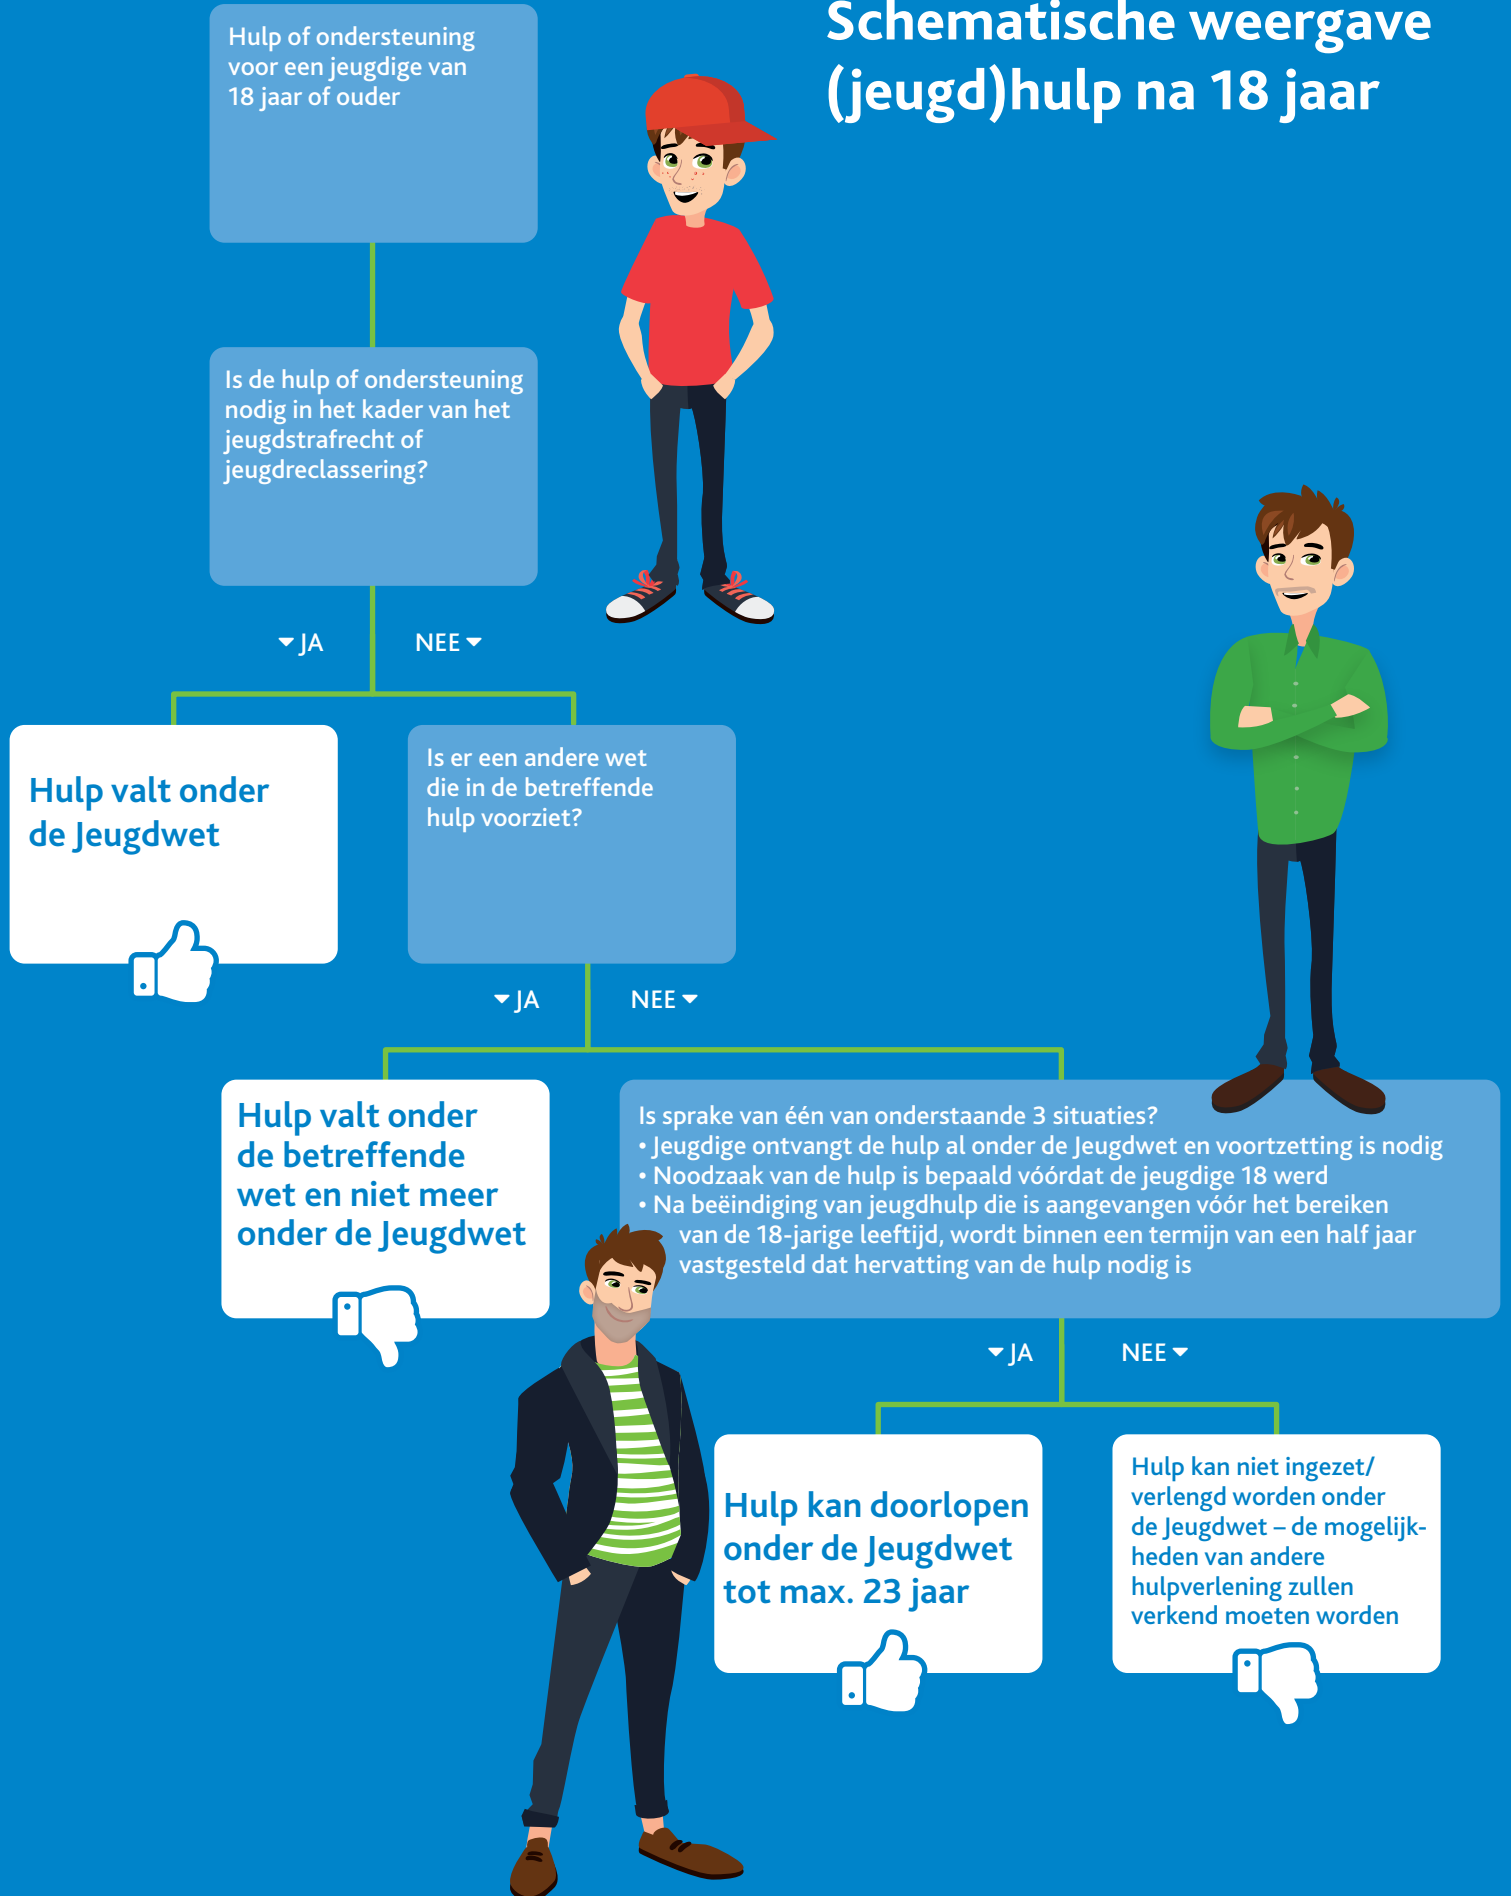 Schematische weergave
(jeugd)hulp na 18 jaar
Hulp of ondersteuning
voor een jeugdige van
18 jaar of ouder
Is de hulp of ondersteuning
nodig in het kader van het
jeugdstrafrecht of
jeugdreclassering?
JA
NEE
Hulp valt onder
de Jeugdwet
Is er een andere wet
die in de betreffende
hulp voorziet?
JA
NEE
Hulp valt onder
de betreffende
wet en niet meer
onder de Jeugdwet
Is sprake van één van onderstaande 3 situaties?
• Jeugdige ontvangt de hulp al onder de Jeugdwet en voortzetting is nodig
• Noodzaak van de hulp is bepaald vóórdat de jeugdige 18 werd
• Na beëindiging van jeugdhulp die is aangevangen vóór het bereiken
van de 18-jarige leeftijd, wordt binnen een termijn van een half jaar
vastgesteld dat hervatting van de hulp nodig is
JA
NEE
Hulp kan doorlopen
onder de Jeugdwet
tot max. 23 jaar
Hulp kan niet ingezet/
verlengd worden onder
de Jeugdwet – de mogelijk-
heden van andere
hulpverlening zullen
verkend moeten worden